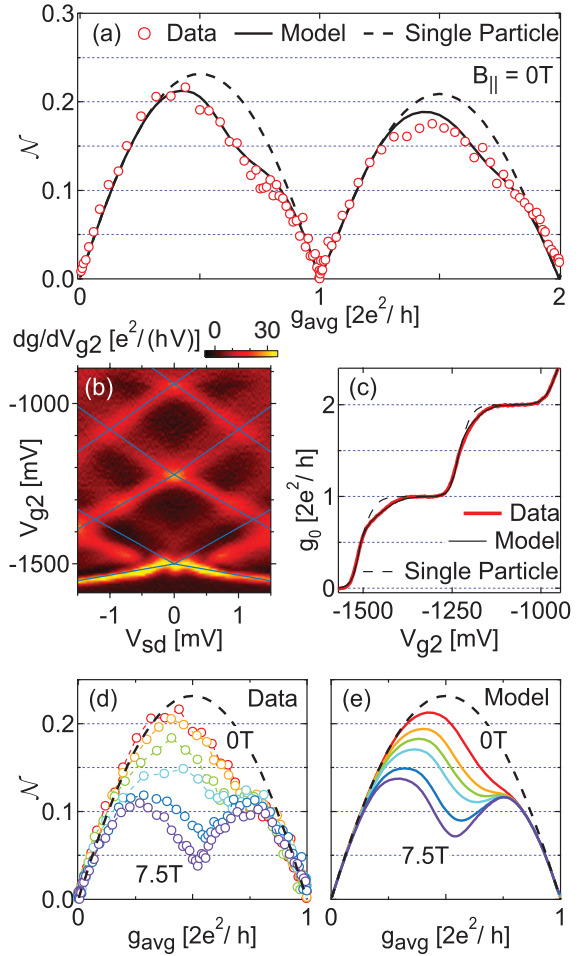 (a) Data Model Single Particle
B|| = 0T
0.3
0.2
0.1
0.0
𝒩
0 1 2
g_avg [2e²/ h]
dg/dV_g2 [e²/(hV)] 0 30
(b)
-1000
-1500
V_g2 [mV]
-1 0 1
V_sd [mV]
(c)
2
1
0
g_0 [2e²/ h]
Data
Model
Single Particle
-1500 -1250 -1000
V_g2 [mV]
(d) Data
0T
7.5T
0.2
0.1
0.0
𝒩
0 1
g_avg [2e²/ h]
(e) Model
0T
7.5T
0 1
g_avg [2e²/ h]